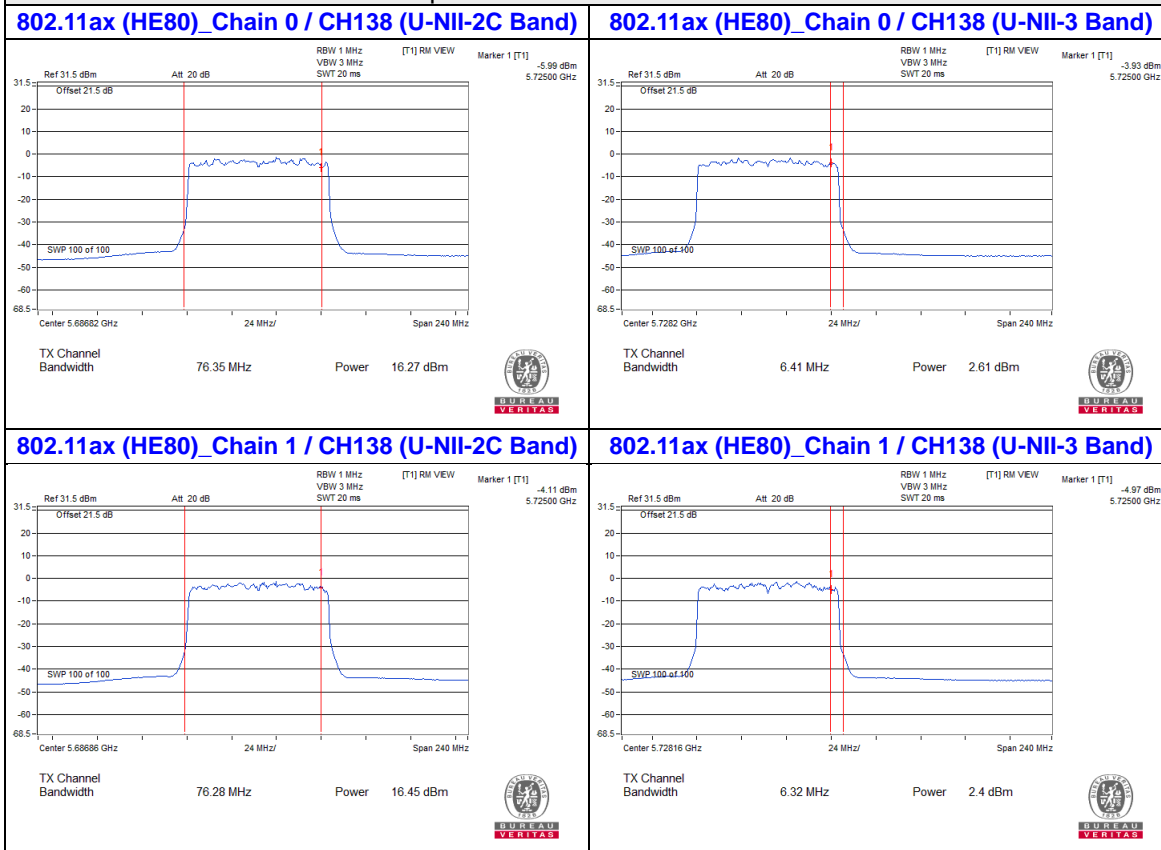 802.11ax (HE80)_Chain 0 / CH138 (U-NII-2C Band)
RBW 1 MHz
VBW 3 MHz
SWT 20 ms
[T1] RM VIEW
Marker 1 [T1]
-5.99 dBm
5.72500 GHz
Ref 31.5 dBm
Att 20 dB
31.5
Offset 21.5 dB
20
10
0
-10
-20
-30
-40
SWP 100 of 100
-50
-60
68.5
1
Center 5.68682 GHz
24 MHz/
Span 240 MHz
TX Channel
Bandwidth 76.35 MHz Power 16.27 dBm
BUREAU VERITAS
1828
BUREAU
VERITAS
802.11ax (HE80)_Chain 0 / CH138 (U-NII-3 Band)
RBW 1 MHz
VBW 3 MHz
SWT 20 ms
[T1] RM VIEW
Marker 1 [T1]
-3.93 dBm
5.72500 GHz
Ref 31.5 dBm
Att 20 dB
31.5
Offset 21.5 dB
20
10
0
-10
-20
-30
-40
SWP 100 of 100
-50
-60
68.5
1
Center 5.7282 GHz
24 MHz/
Span 240 MHz
TX Channel
Bandwidth 6.41 MHz Power 2.61 dBm
BUREAU VERITAS
1828
BUREAU
VERITAS
802.11ax (HE80)_Chain 1 / CH138 (U-NII-2C Band)
RBW 1 MHz
VBW 3 MHz
SWT 20 ms
[T1] RM VIEW
Marker 1 [T1]
-4.11 dBm
5.72500 GHz
Ref 31.5 dBm
Att 20 dB
31.5
Offset 21.5 dB
20
10
0
-10
-20
-30
-40
SWP 100 of 100
-50
-60
68.5
1
Center 5.68686 GHz
24 MHz/
Span 240 MHz
TX Channel
Bandwidth 76.28 MHz Power 16.45 dBm
BUREAU VERITAS
1828
BUREAU
VERITAS
802.11ax (HE80)_Chain 1 / CH138 (U-NII-3 Band)
RBW 1 MHz
VBW 3 MHz
SWT 20 ms
[T1] RM VIEW
Marker 1 [T1]
-4.97 dBm
5.72500 GHz
Ref 31.5 dBm
Att 20 dB
31.5
Offset 21.5 dB
20
10
0
-10
-20
-30
-40
SWP 100 of 100
-50
-60
68.5
1
Center 5.72816 GHz
24 MHz/
Span 240 MHz
TX Channel
Bandwidth 6.32 MHz Power 2.4 dBm
BUREAU VERITAS
1828
BUREAU
VERITAS